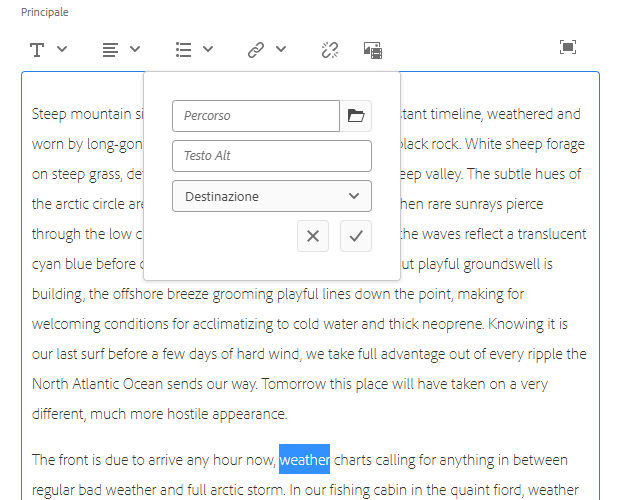 Principale
Steep mountain si stant timeline, weathered and
worn by long-gon black rock. White sheep forage
on steep grass, de eep valley. The subtle hues of
the arctic circle are hen rare sunrays pierce
through the low c the waves reflect a translucent
cyan blue before ut playful groundswell is
Percorso
Testo Alt
Destinazione
building, the offshore breeze grooming playful lines down the point, making for
welcoming conditions for acclimatizing to cold water and thick neoprene. Knowing it is
our last surf before a few days of hard wind, we take full advantage out of every ripple the
North Atlantic Ocean sends our way. Tomorrow this place will have taken on a very
different, much more hostile appearance.
The front is due to arrive any hour now, weather charts calling for anything in between
regular bad weather and full arctic storm. In our fishing cabin in the quaint fiord, weather